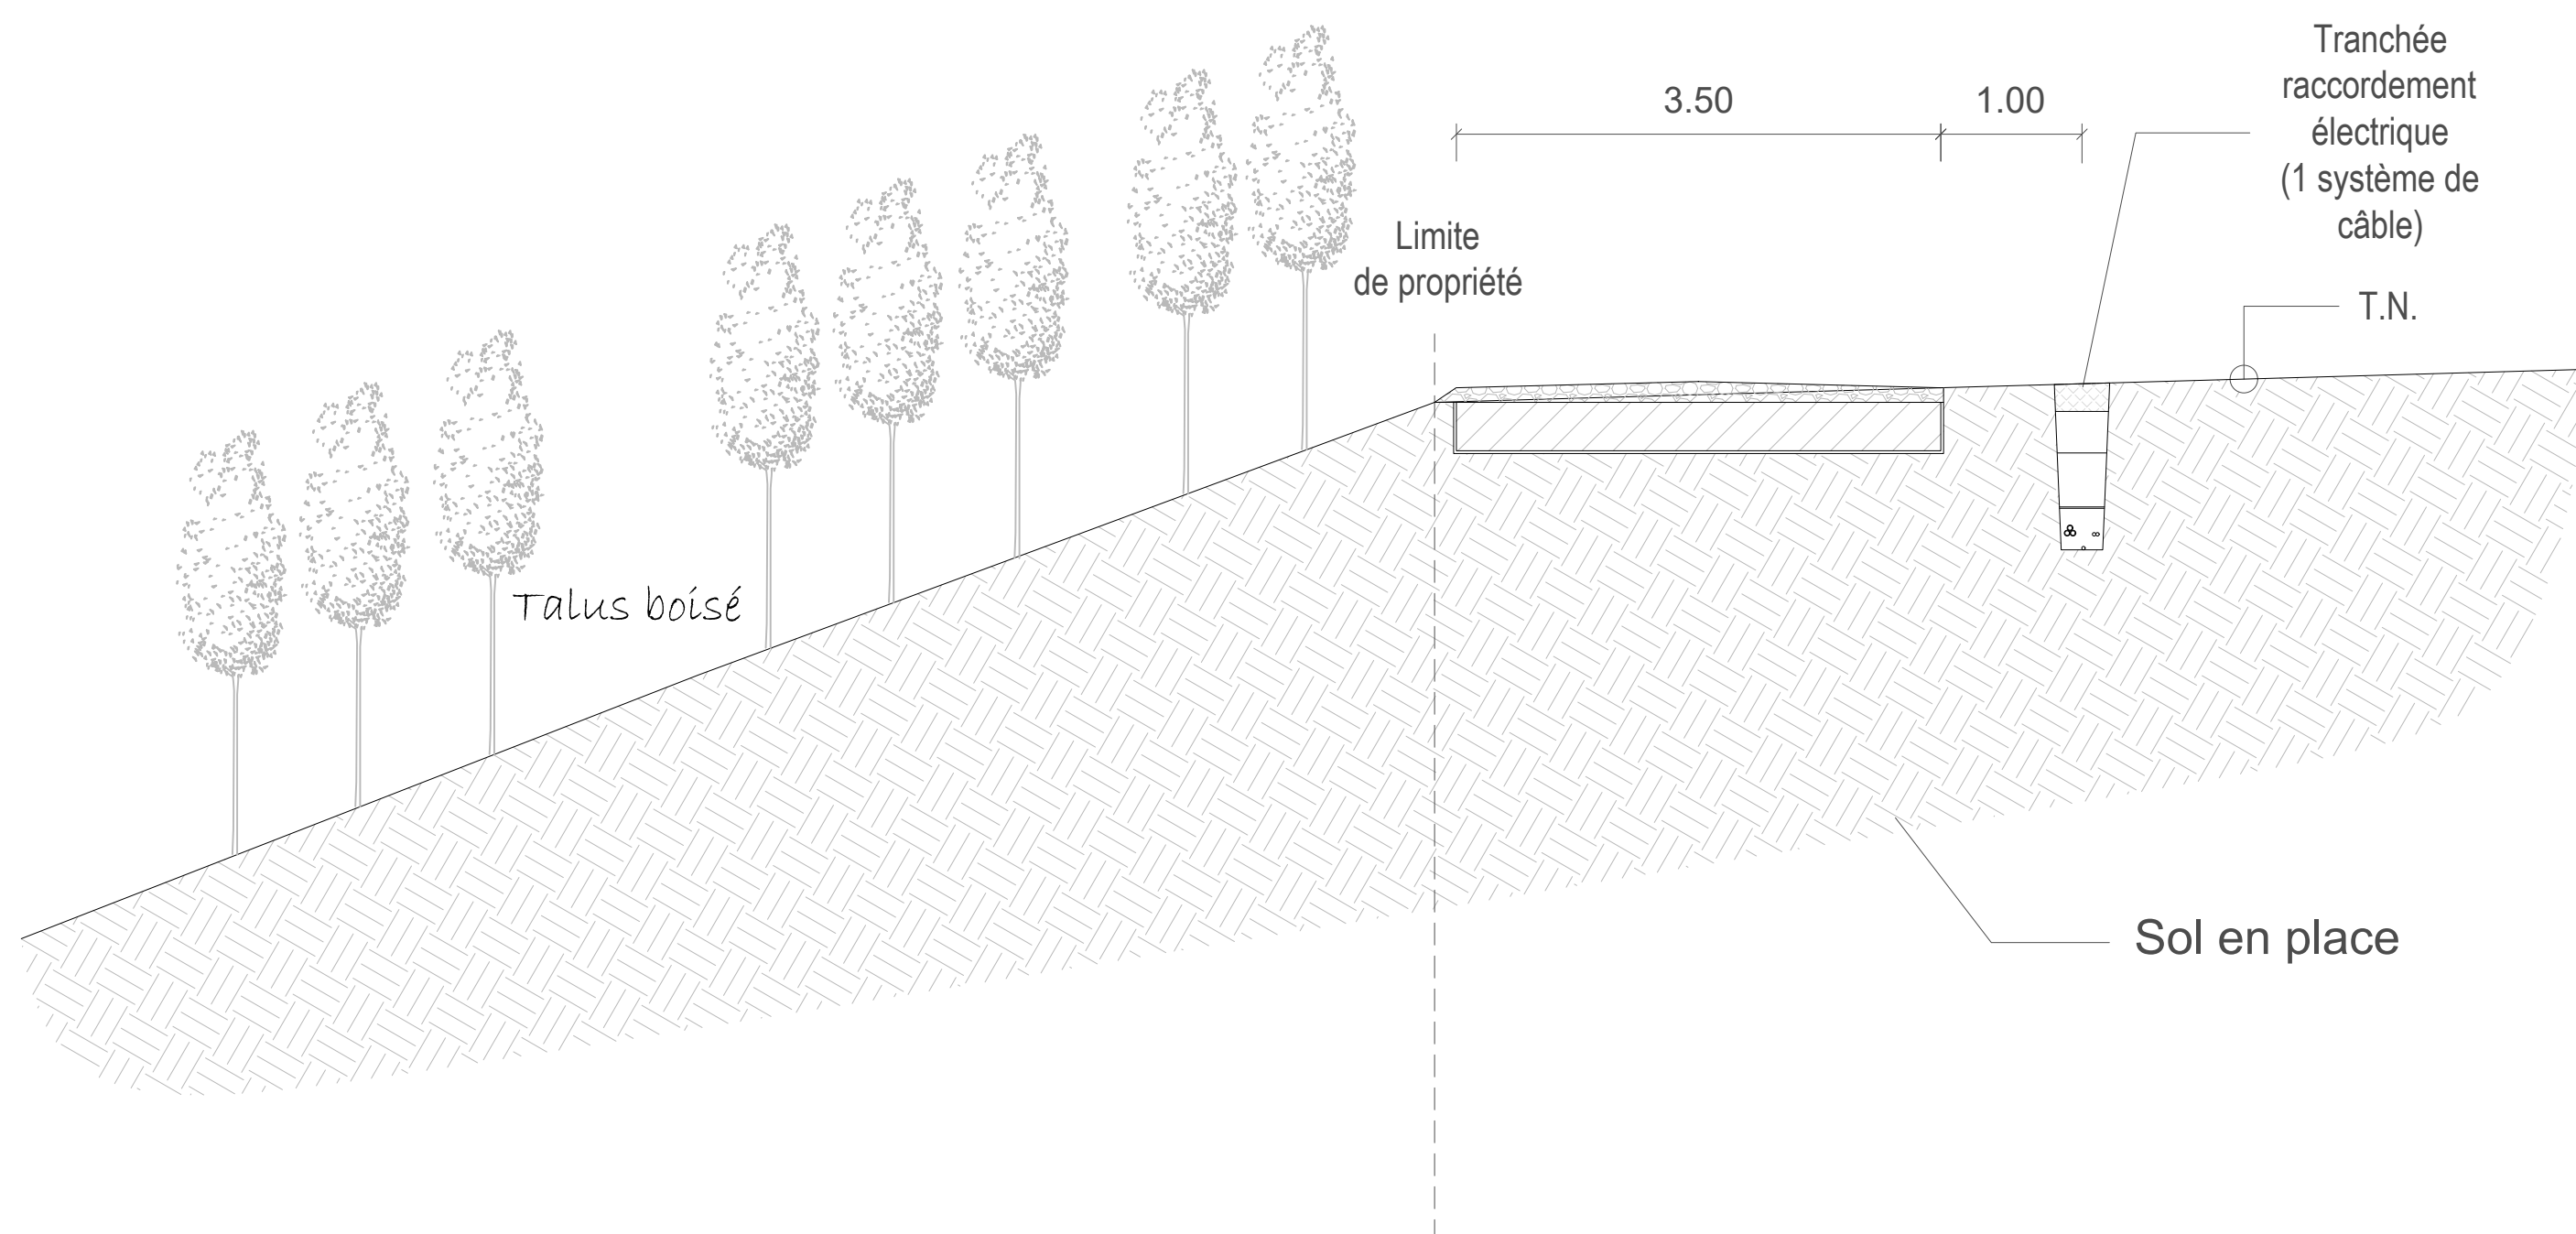 Tranchée
raccordement
électrique
(1 système de
câble)
3.50
1.00
Limite
de propriété
T.N.
Talus boisé
Sol en place